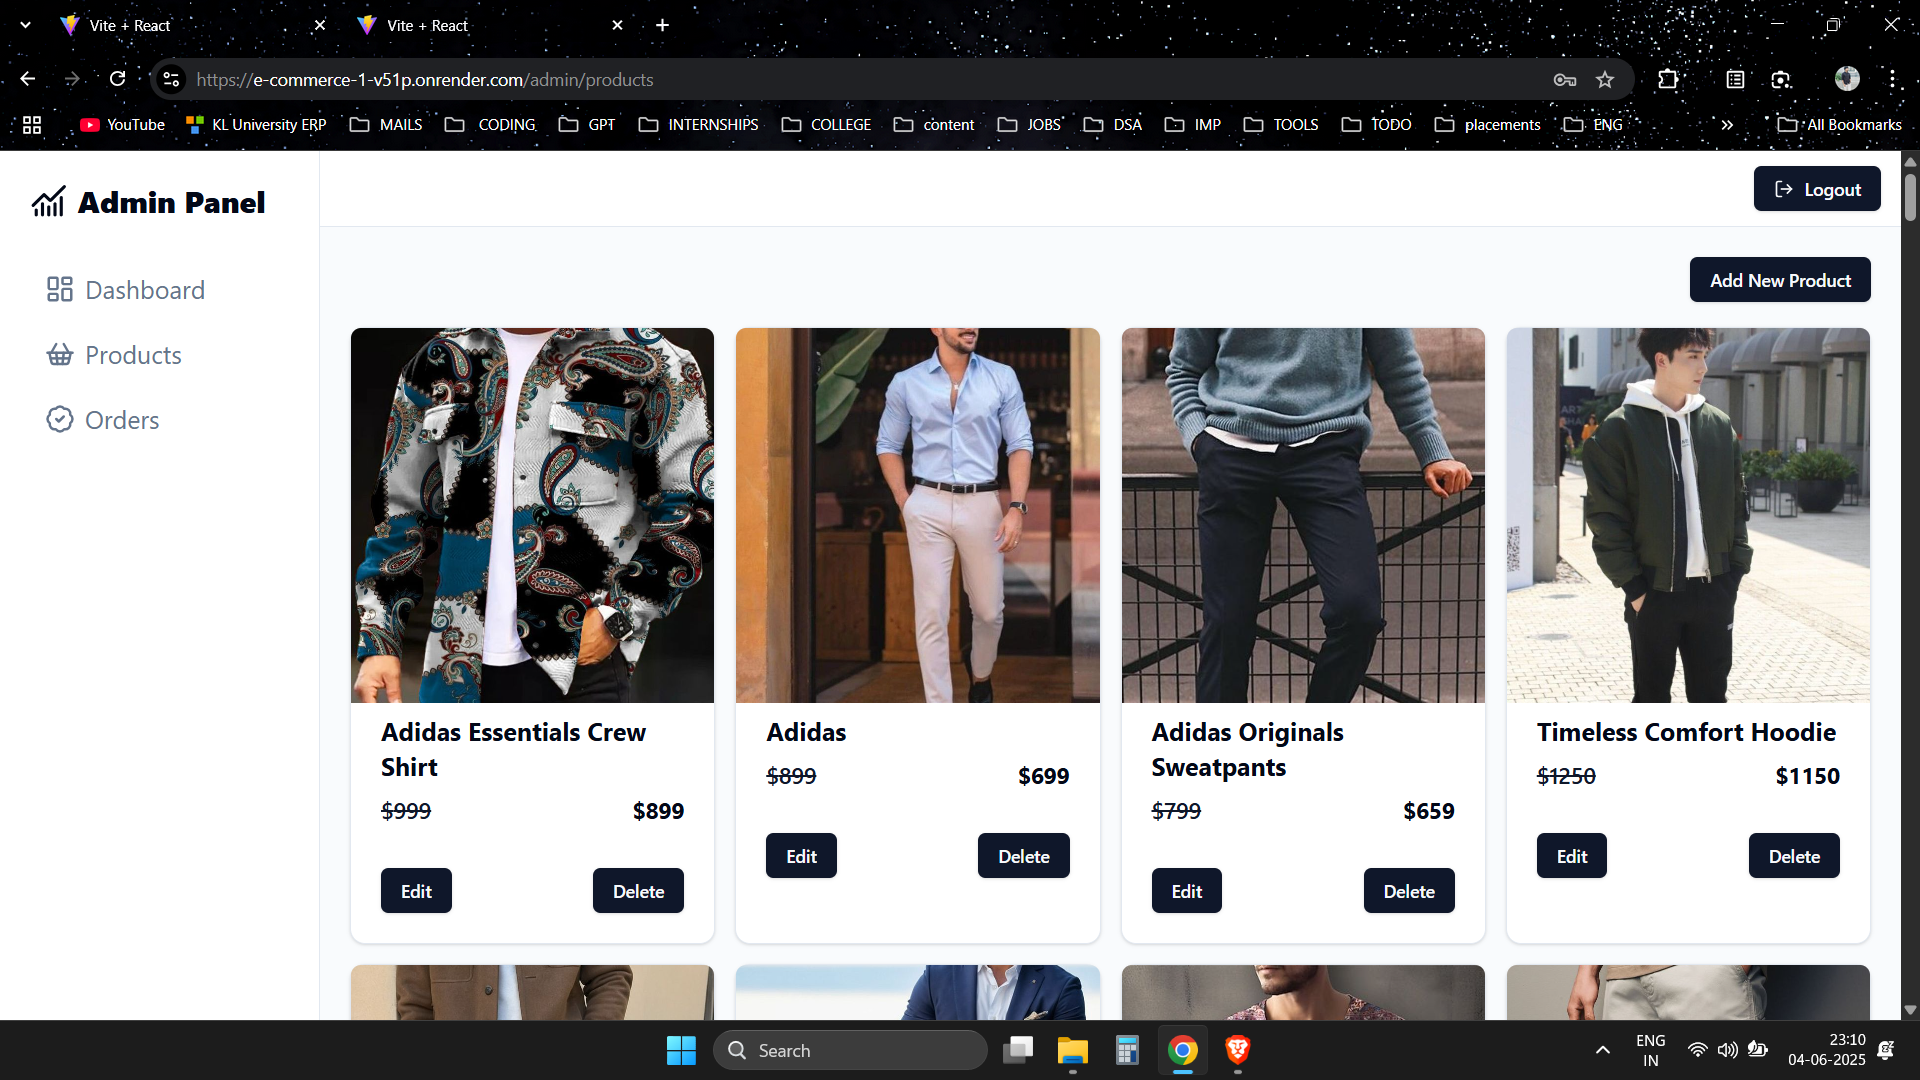 Vite + React
Vite + React
https://e-commerce-1-v51p.onrender.com/admin/products
YouTube
KL University ERP
MAILS
CODING
GPT
INTERNSHIPS
COLLEGE
content
JOBS
DSA
IMP
TOOLS
TODO
placements
ENG
All Bookmarks
Admin Panel
Logout
Dashboard
Products
Orders
Add New Product
Adidas Essentials Crew
Shirt
$999 $899
Edit Delete
Adidas
$899 $699
Edit Delete
Adidas Originals
Sweatpants
$799 $659
Edit Delete
Timeless Comfort Hoodie
$1250 $1150
Edit Delete
Search
ENG
IN
23:10
04-06-2025